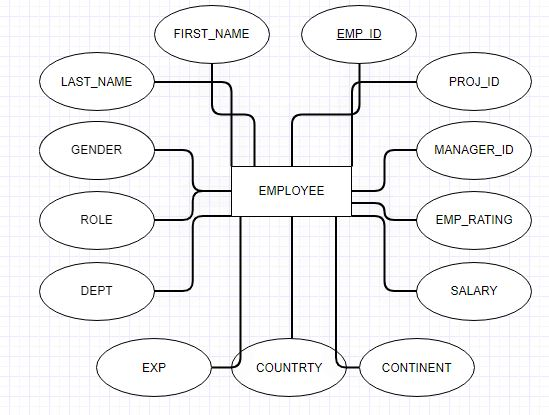 FIRST_NAME
EMP_ID
LAST_NAME
PROJ_ID
GENDER
MANAGER_ID
EMPLOYEE
ROLE
EMP_RATING
DEPT
SALARY
EXP
COUNTRTY
CONTINENT